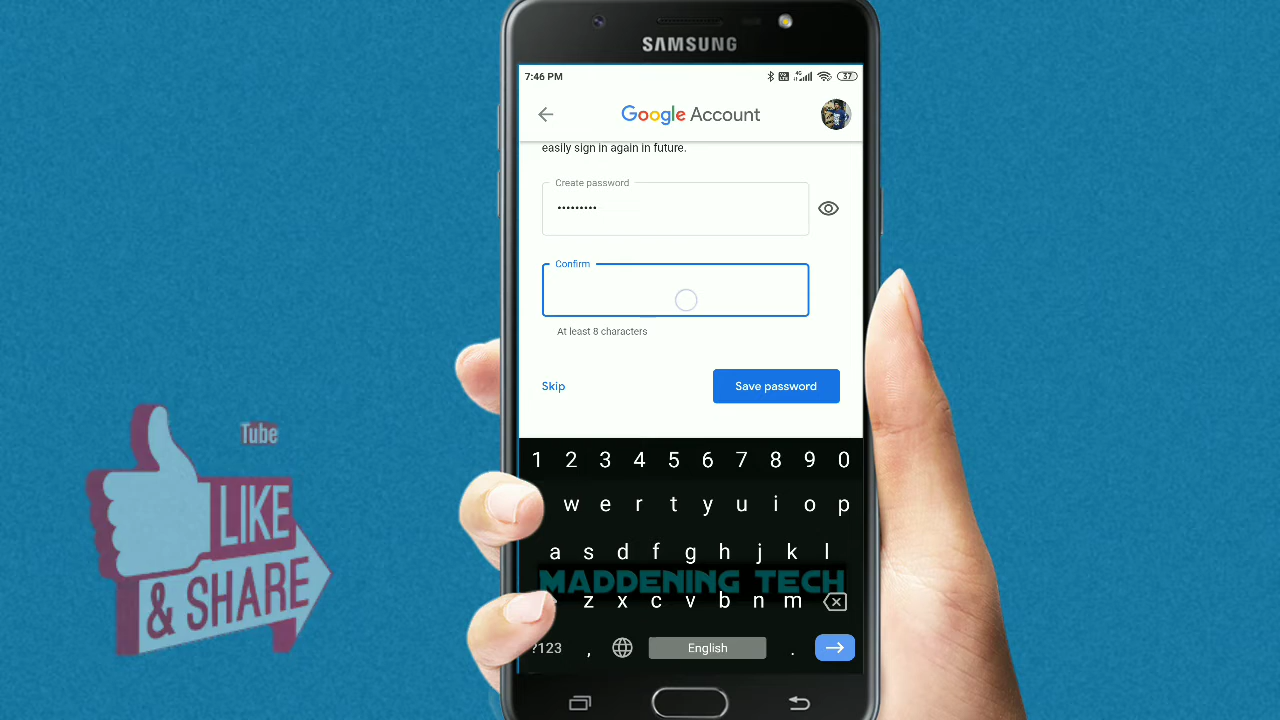 SAMSUNG
7:46 PM
4G
37
Google Account
easily sign in again in future.
Create password
•••••••••
Confirm
At least 8 characters
Skip
Save password
1 2 3 4 5 6 7 8 9 0
w e r t y u i o p
a s d f g h j k l
MADDENING TECH
z x c v b n m
?123 , English .
Tube
LIKE
& SHARE